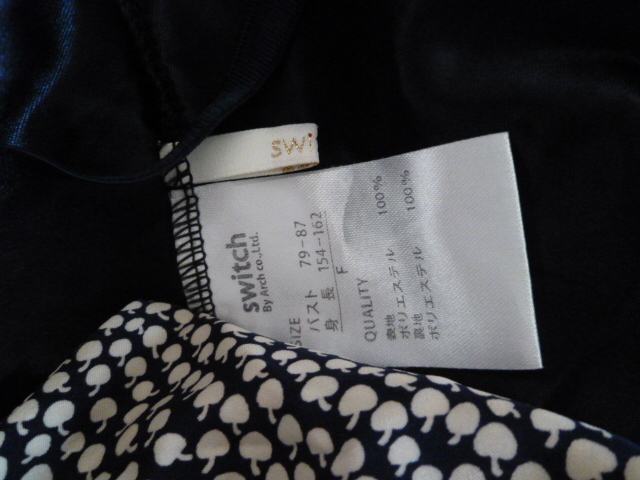 sw
switch
By Arch co.,Ltd.
SIZE
バスト 79-87
身 長 154-162
F
QUALITY
表地
ポリエステル 100%
裏地
ポリエステル 100%